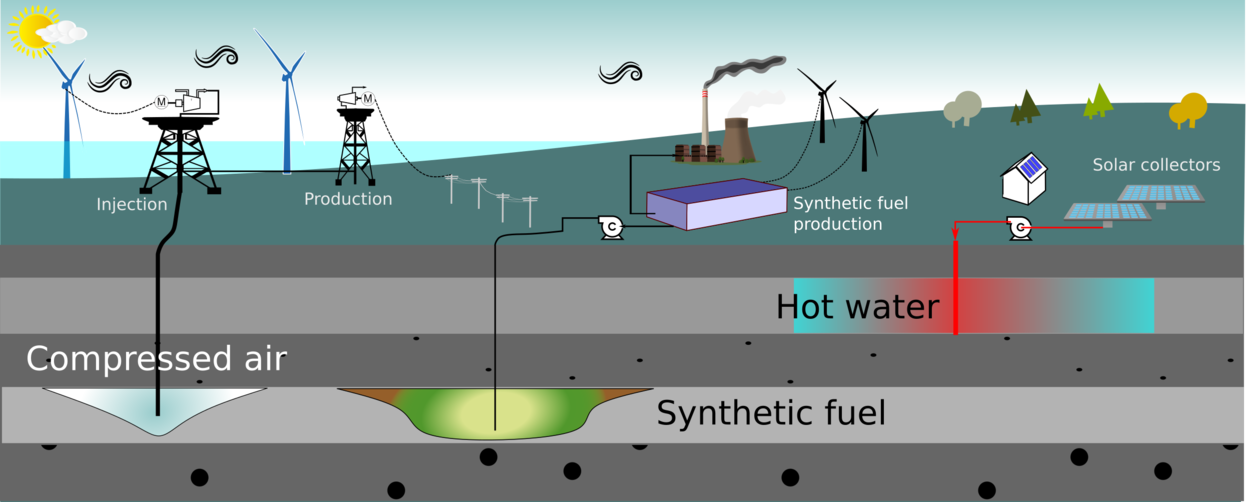 M
M
Solar collectors
Injection
Production
Synthetic fuel
production
C
C
Hot water
Compressed air
Synthetic fuel